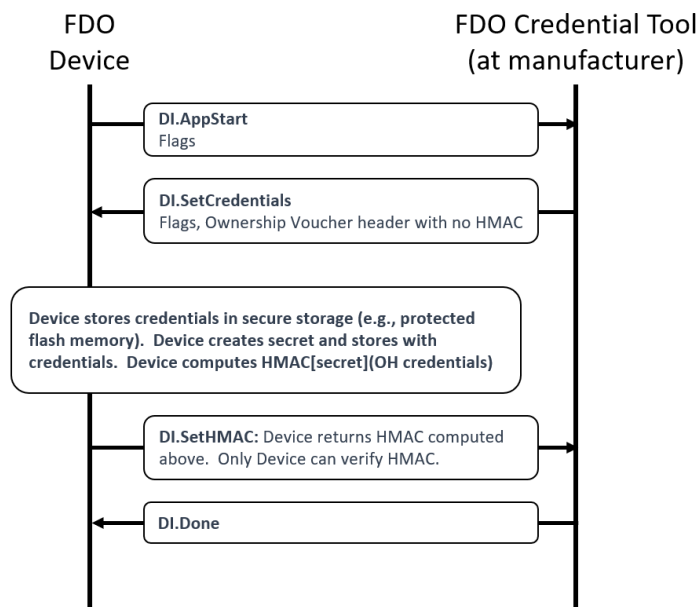 FDO
Device
FDO Credential Tool
(at manufacturer)
DI.AppStart
Flags
DI.SetCredentials
Flags, Ownership Voucher header with no HMAC
Device stores credentials in secure storage (e.g., protected
flash memory).  Device creates secret and stores with
credentials.  Device computes HMAC[secret](OH credentials)
DI.SetHMAC: Device returns HMAC computed
above.  Only Device can verify HMAC.
DI.Done